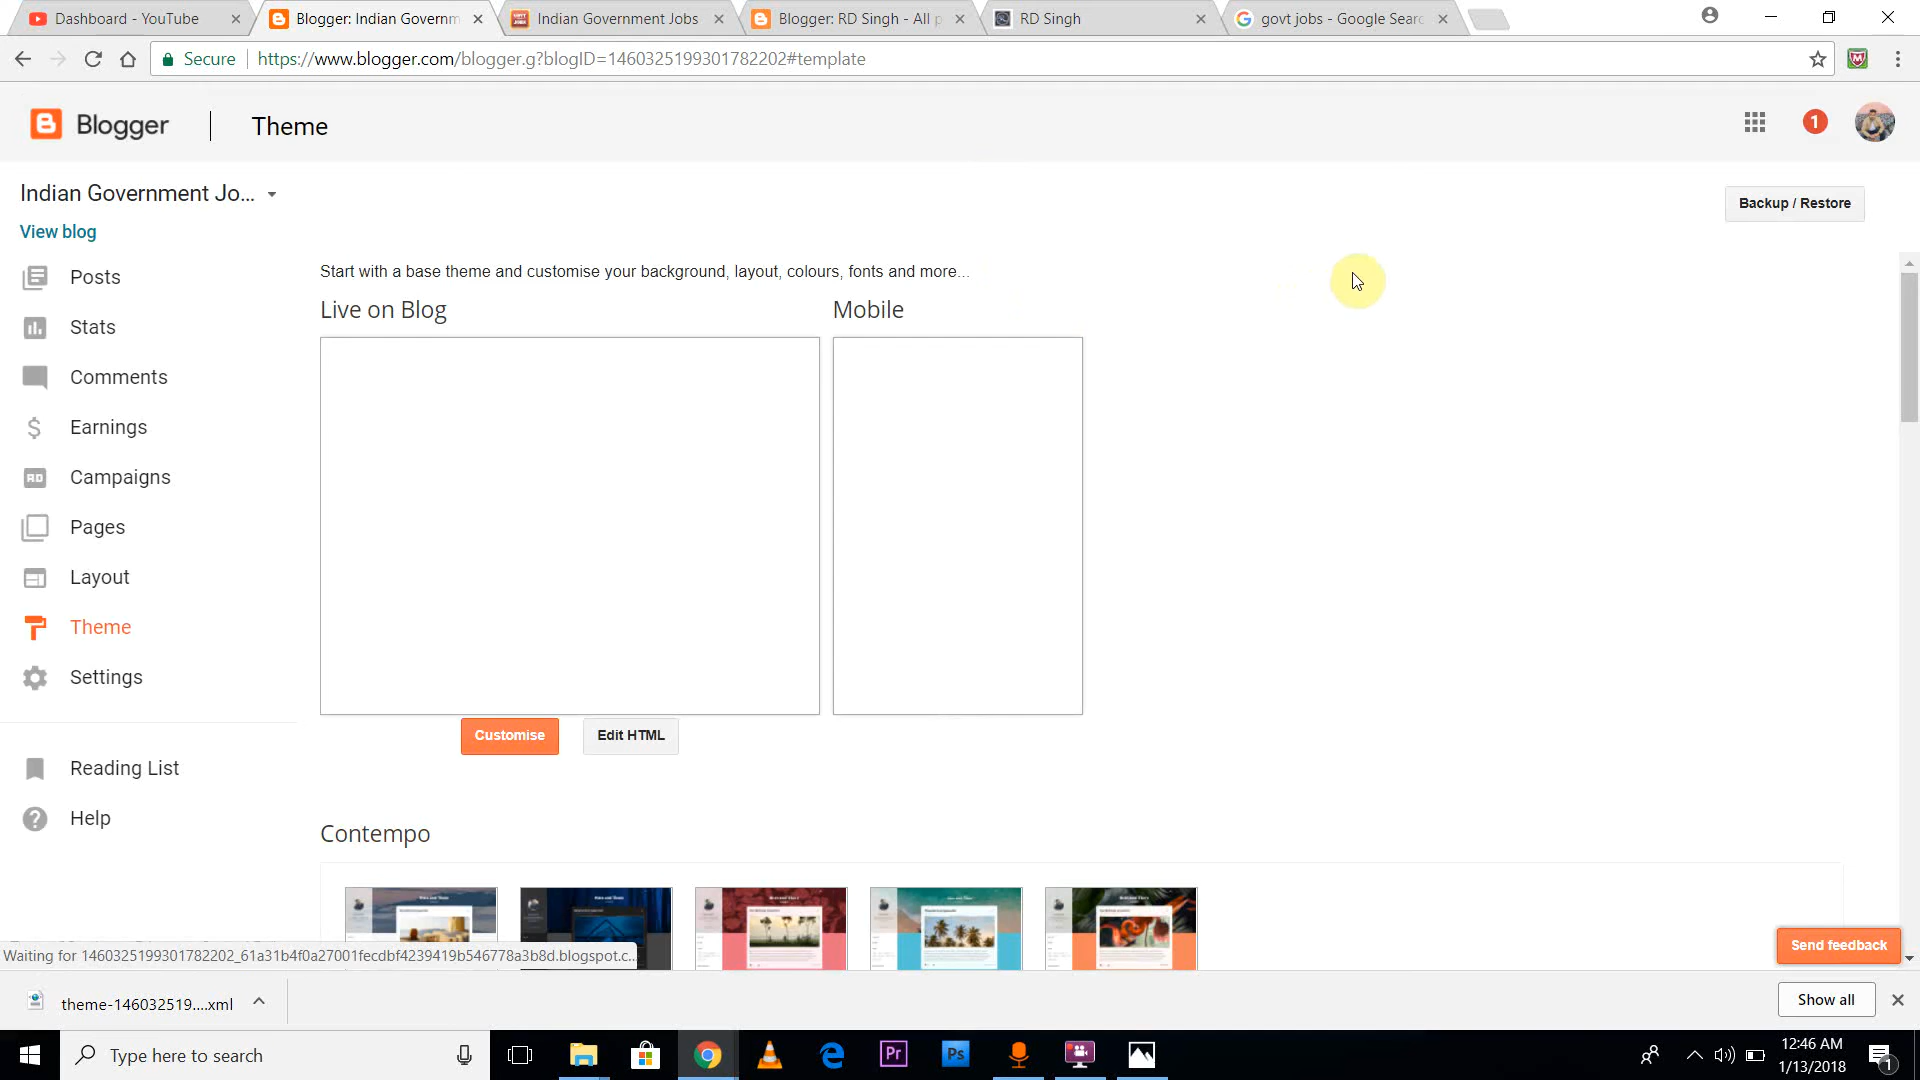 Dashboard - YouTube
Blogger: Indian Governm
Indian Government Jobs
Blogger: RD Singh - All p
RD Singh
govt jobs - Google Searc
Secure
https://www.blogger.com/blogger.g?blogID=1460325199301782202#template
Blogger
Theme
1
Indian Government Jo...
View blog
Backup / Restore
Posts
Stats
Comments
Earnings
Campaigns
Pages
Layout
Theme
Settings
Reading List
Help
Start with a base theme and customise your background, layout, colours, fonts and more...
Live on Blog
Mobile
Customise
Edit HTML
Contempo
Send feedback
Waiting for 1460325199301782202_61a31b4f0a27001fecdbf4239419b546778a3b8d.blogspot.c...
theme-146032519....xml
Show all
Type here to search
Pr
Ps
12:46 AM
1/13/2018
1